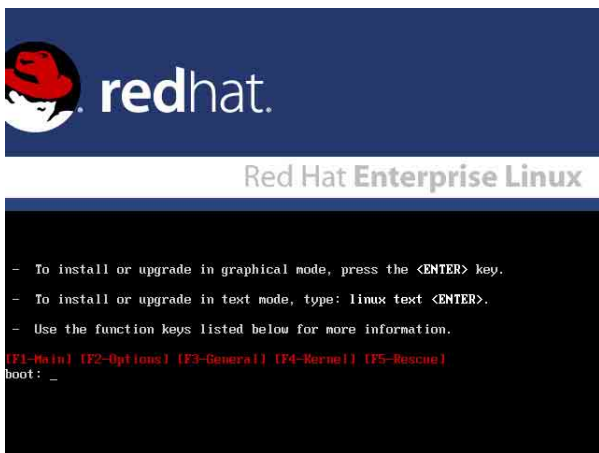 redhat.
Red Hat Enterprise Linux
- To install or upgrade in graphical mode, press the <ENTER> key.
- To install or upgrade in text mode, type: linux text <ENTER>.
- Use the function keys listed below for more information.
[F1-Main] [F2-Options] [F3-General] [F4-Kernel] [F5-Rescue]
boot: _